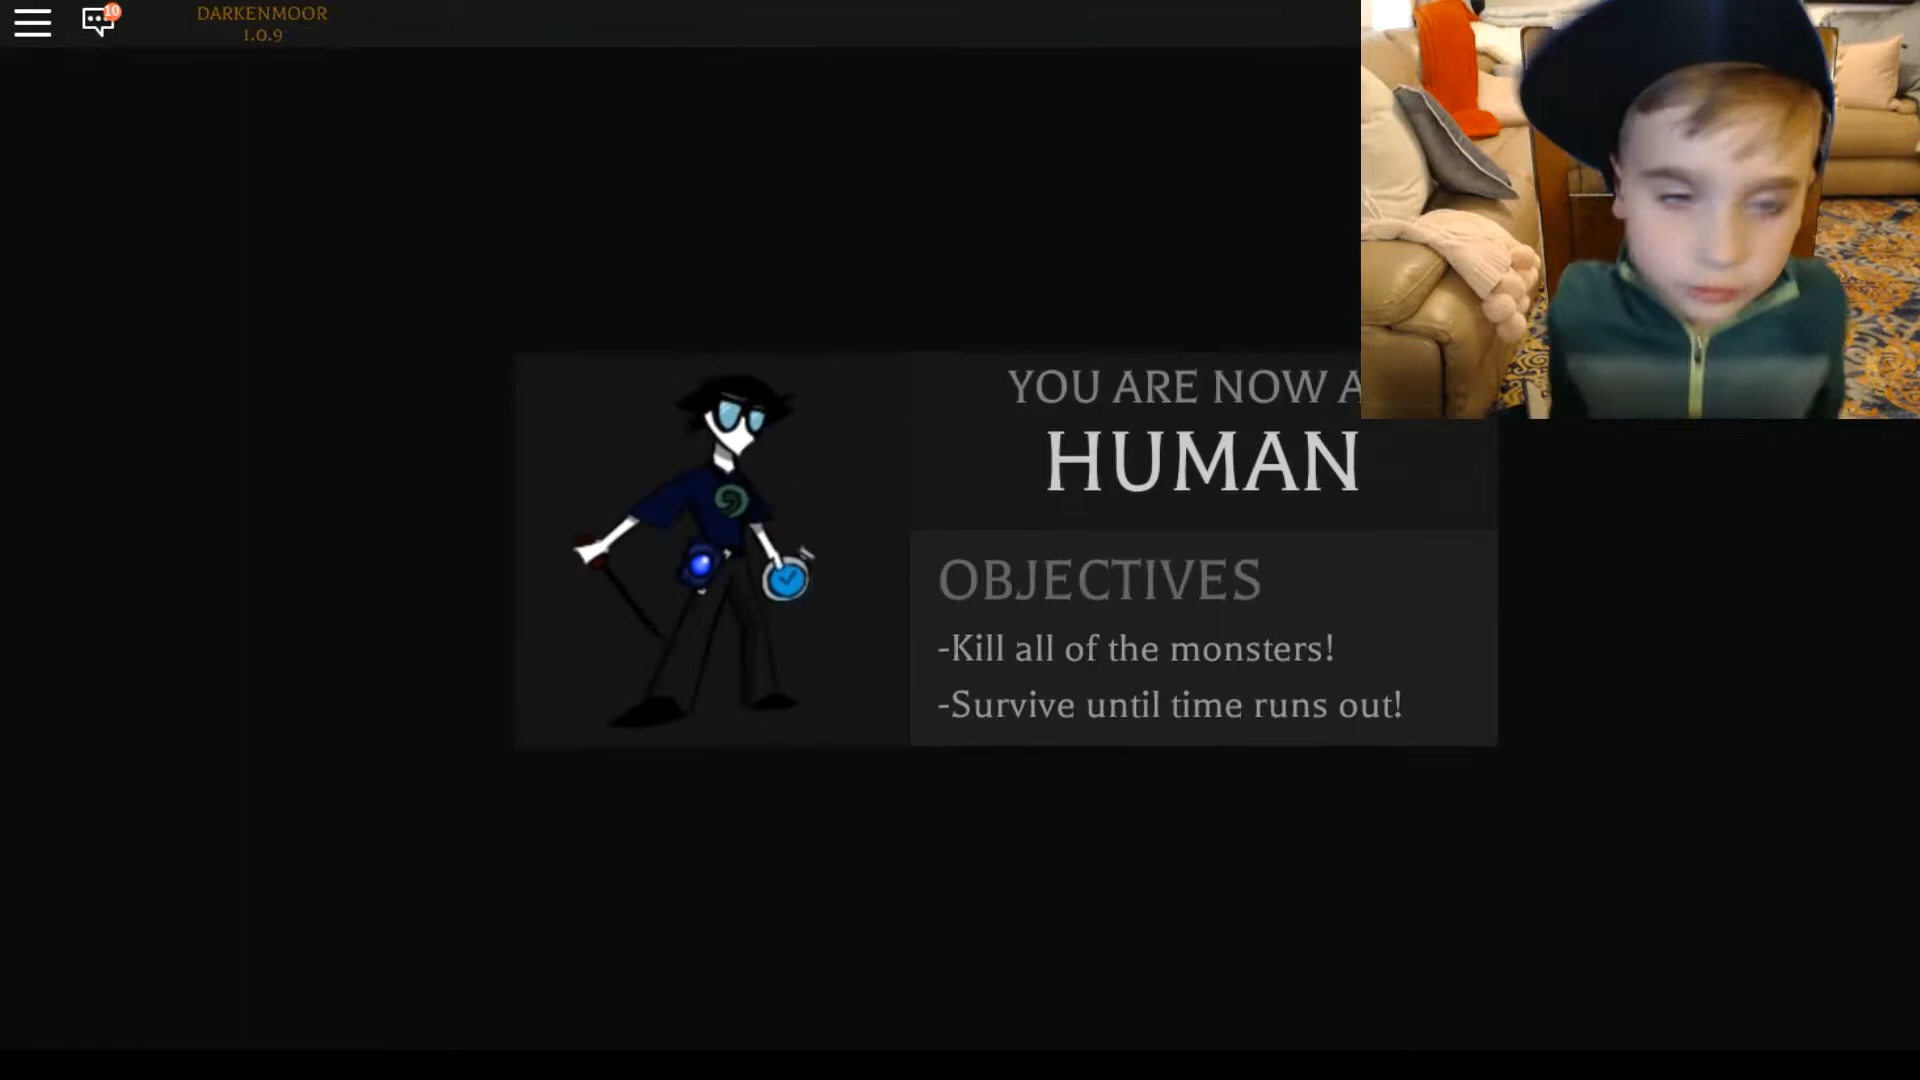 10
DARKENMOOR
1.0.9
YOU ARE NOW A
HUMAN
OBJECTIVES
-Kill all of the monsters!
-Survive until time runs out!